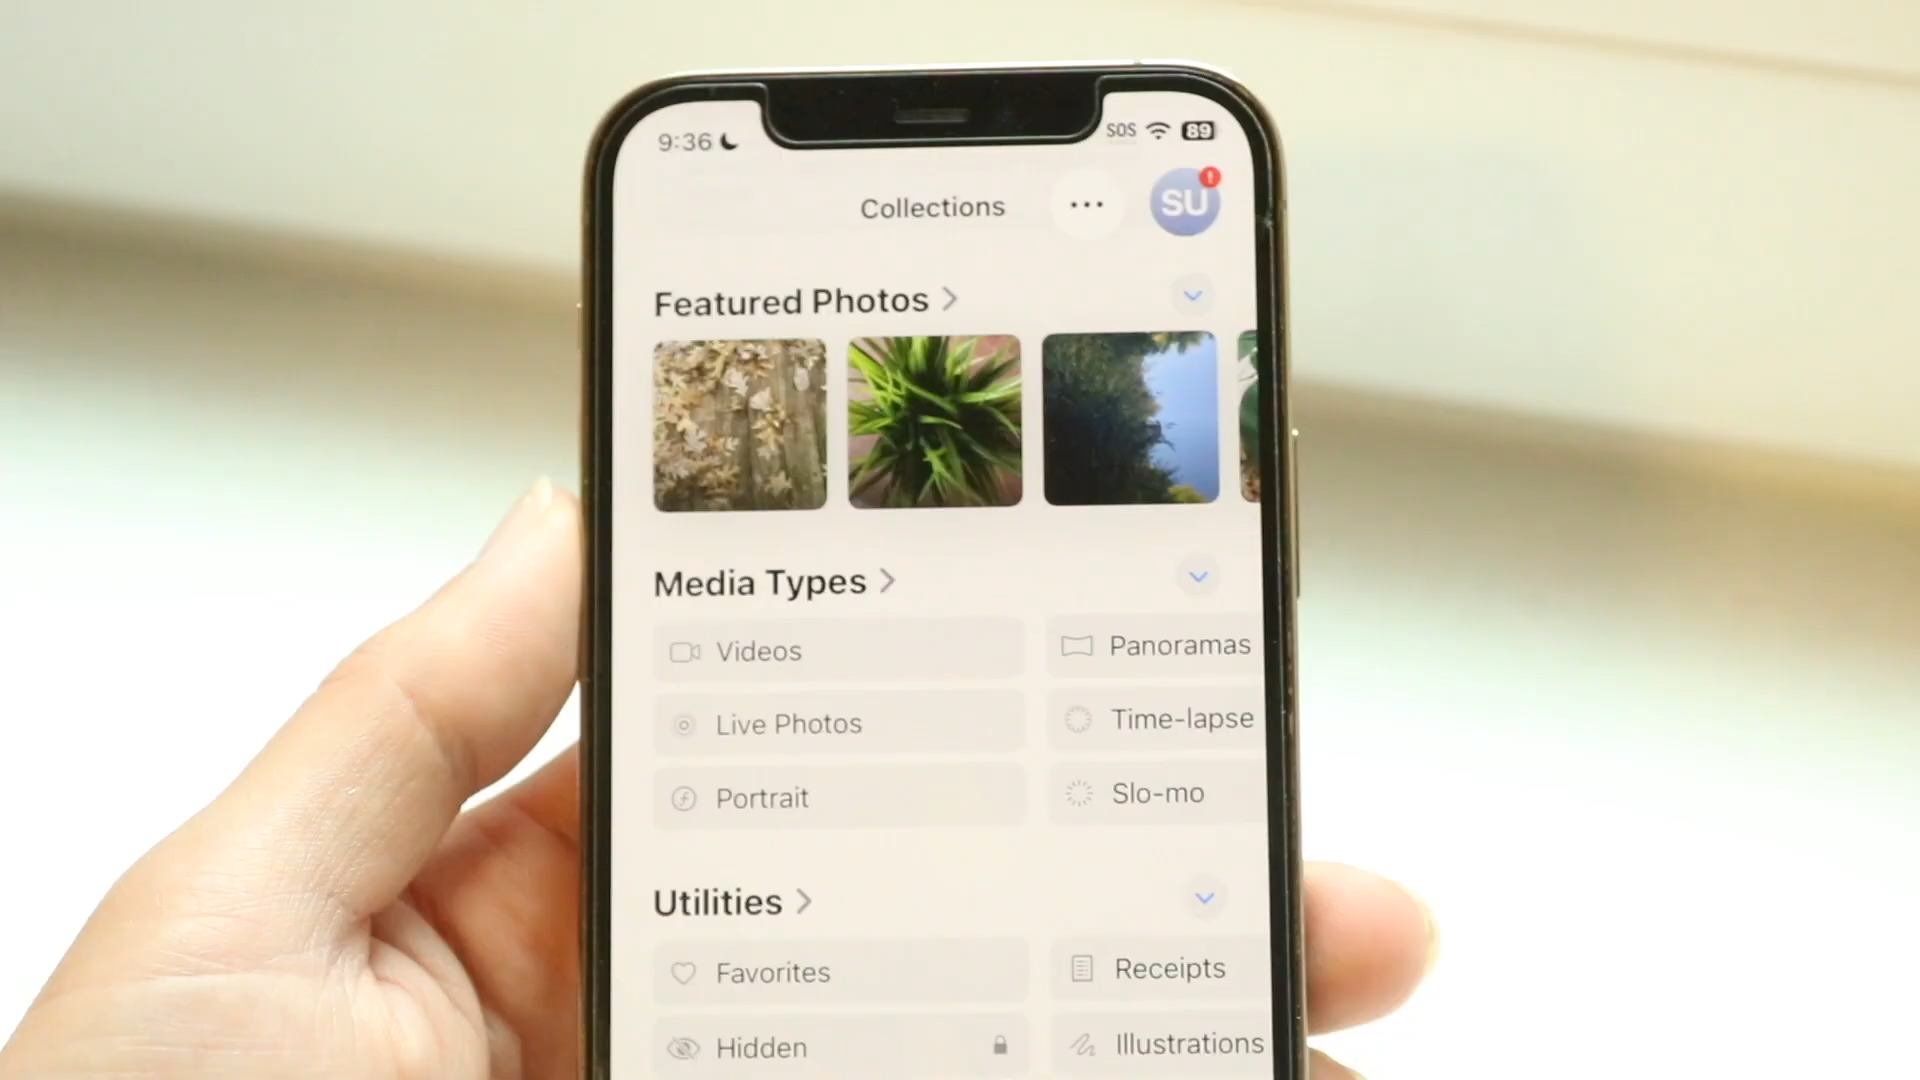 9:36
SOS
89
Collections
SU
Featured Photos
Media Types
Videos
Panoramas
Live Photos
Time-lapse
Portrait
Slo-mo
Utilities
Favorites
Receipts
Hidden
Illustrations